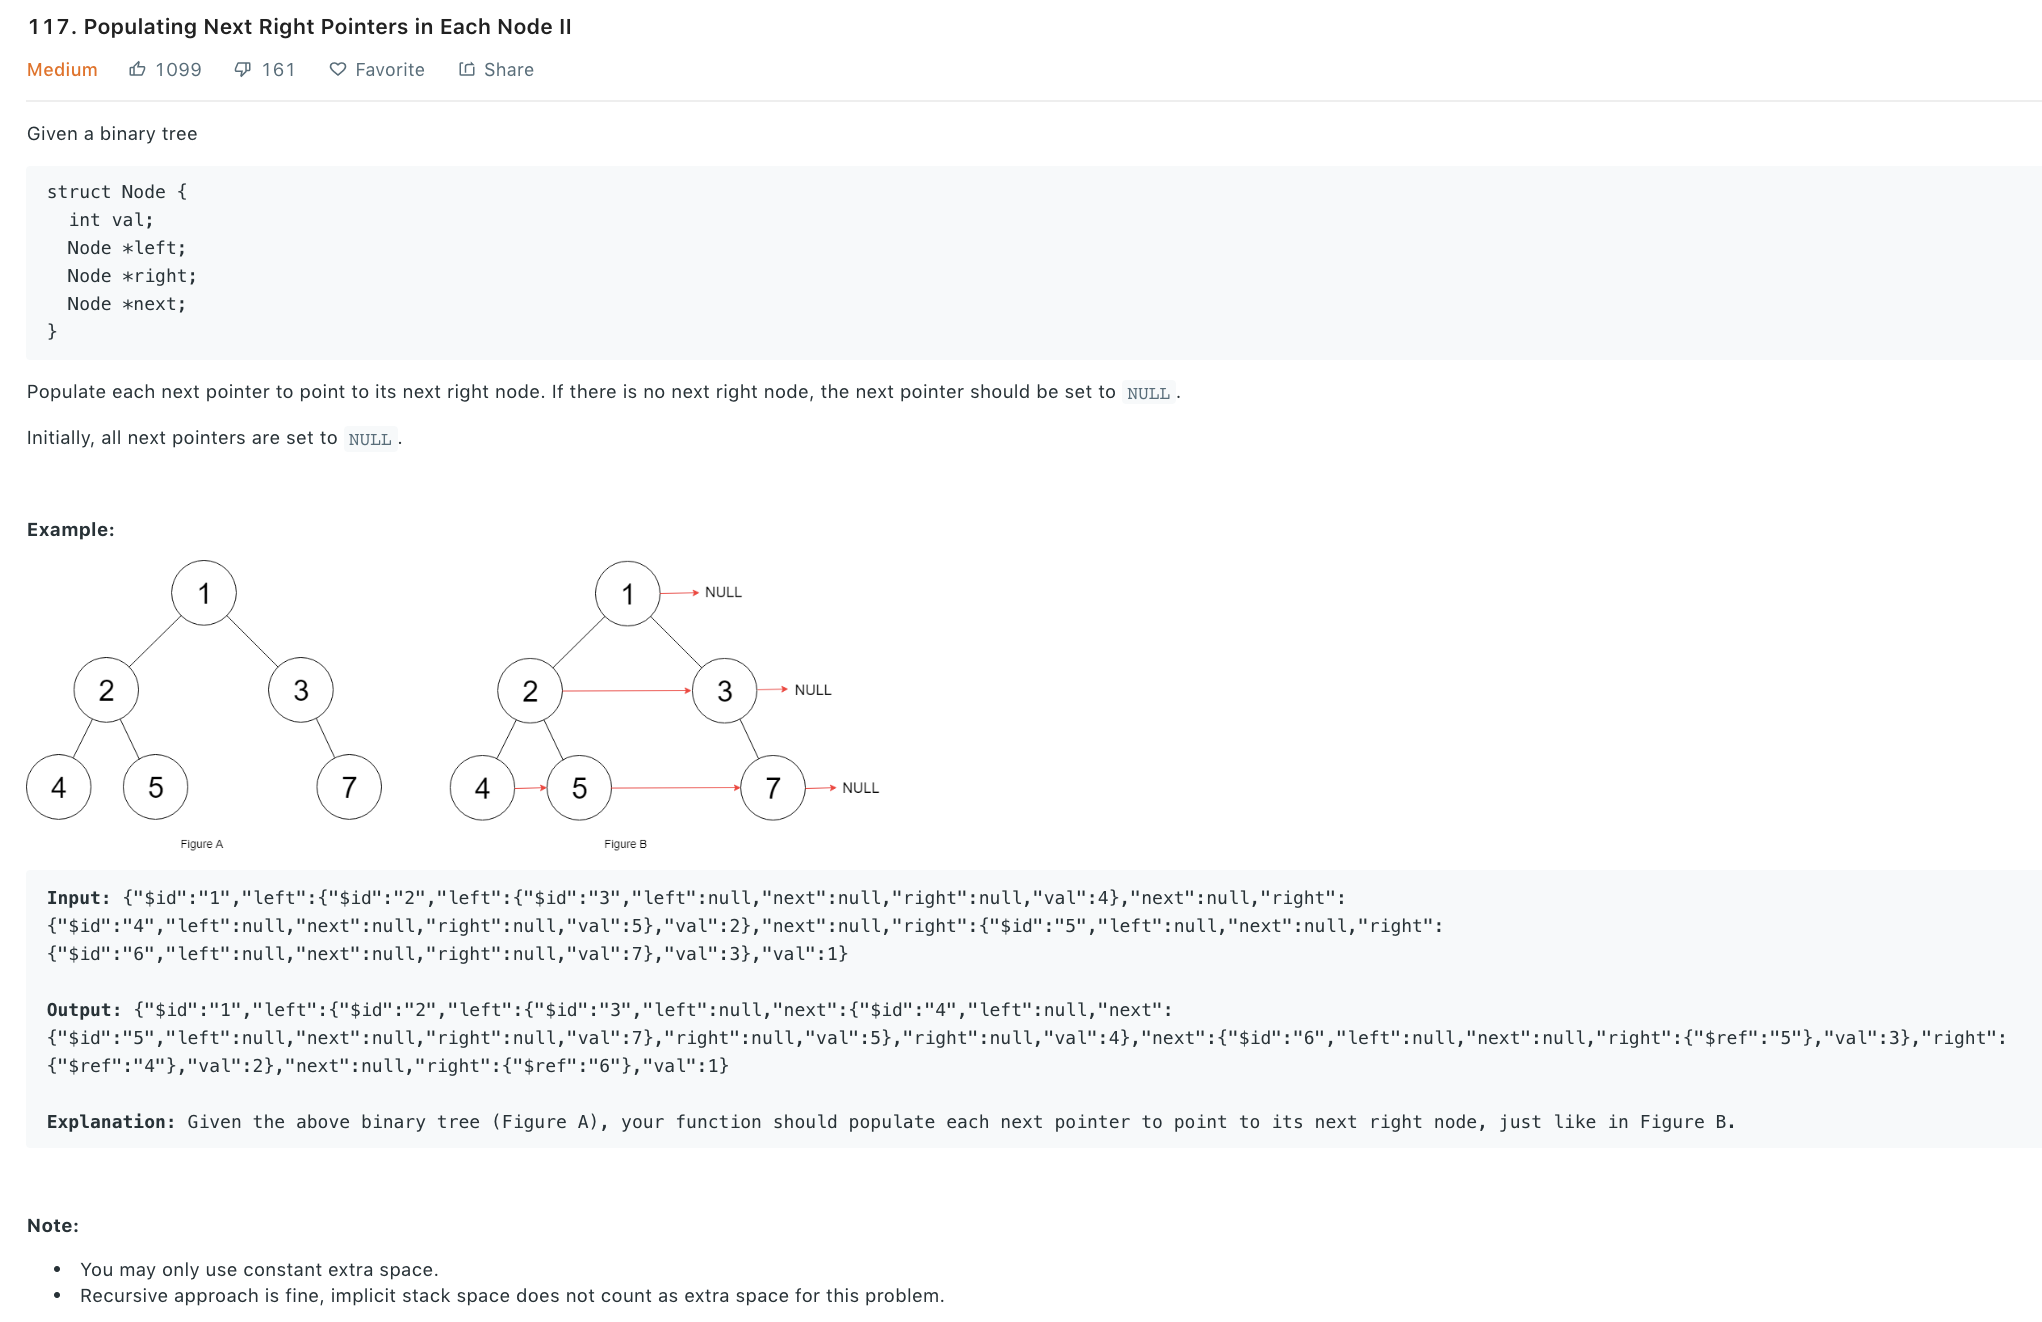 117. Populating Next Right Pointers in Each Node II
Medium 1099 161 Favorite Share
Given a binary tree
struct Node {
  int val;
  Node *left;
  Node *right;
  Node *next;
}
Populate each next pointer to point to its next right node. If there is no next right node, the next pointer should be set to NULL.
Initially, all next pointers are set to NULL.
Example:
1 1 NULL
2 3 2 3 NULL
4 5 7 4 5 7 NULL
Figure A Figure B
Input: {"$id":"1","left":{"$id":"2","left":{"$id":"3","left":null,"next":null,"right":null,"val":4},"next":null,"right":
{"$id":"4","left":null,"next":null,"right":null,"val":5},"val":2},"next":null,"right":{"$id":"5","left":null,"next":null,"right":
{"$id":"6","left":null,"next":null,"right":null,"val":7},"val":3},"val":1}
Output: {"$id":"1","left":{"$id":"2","left":{"$id":"3","left":null,"next":{"$id":"4","left":null,"next":
{"$id":"5","left":null,"next":null,"right":null,"val":7},"right":null,"val":5},"right":null,"val":4},"next":{"$id":"6","left":null,"next":null,"right":{"$ref":"5"},"val":3},"right":
{"$ref":"4"},"val":2},"next":null,"right":{"$ref":"6"},"val":1}
Explanation: Given the above binary tree (Figure A), your function should populate each next pointer to point to its next right node, just like in Figure B.
Note:
• You may only use constant extra space.
• Recursive approach is fine, implicit stack space does not count as extra space for this problem.